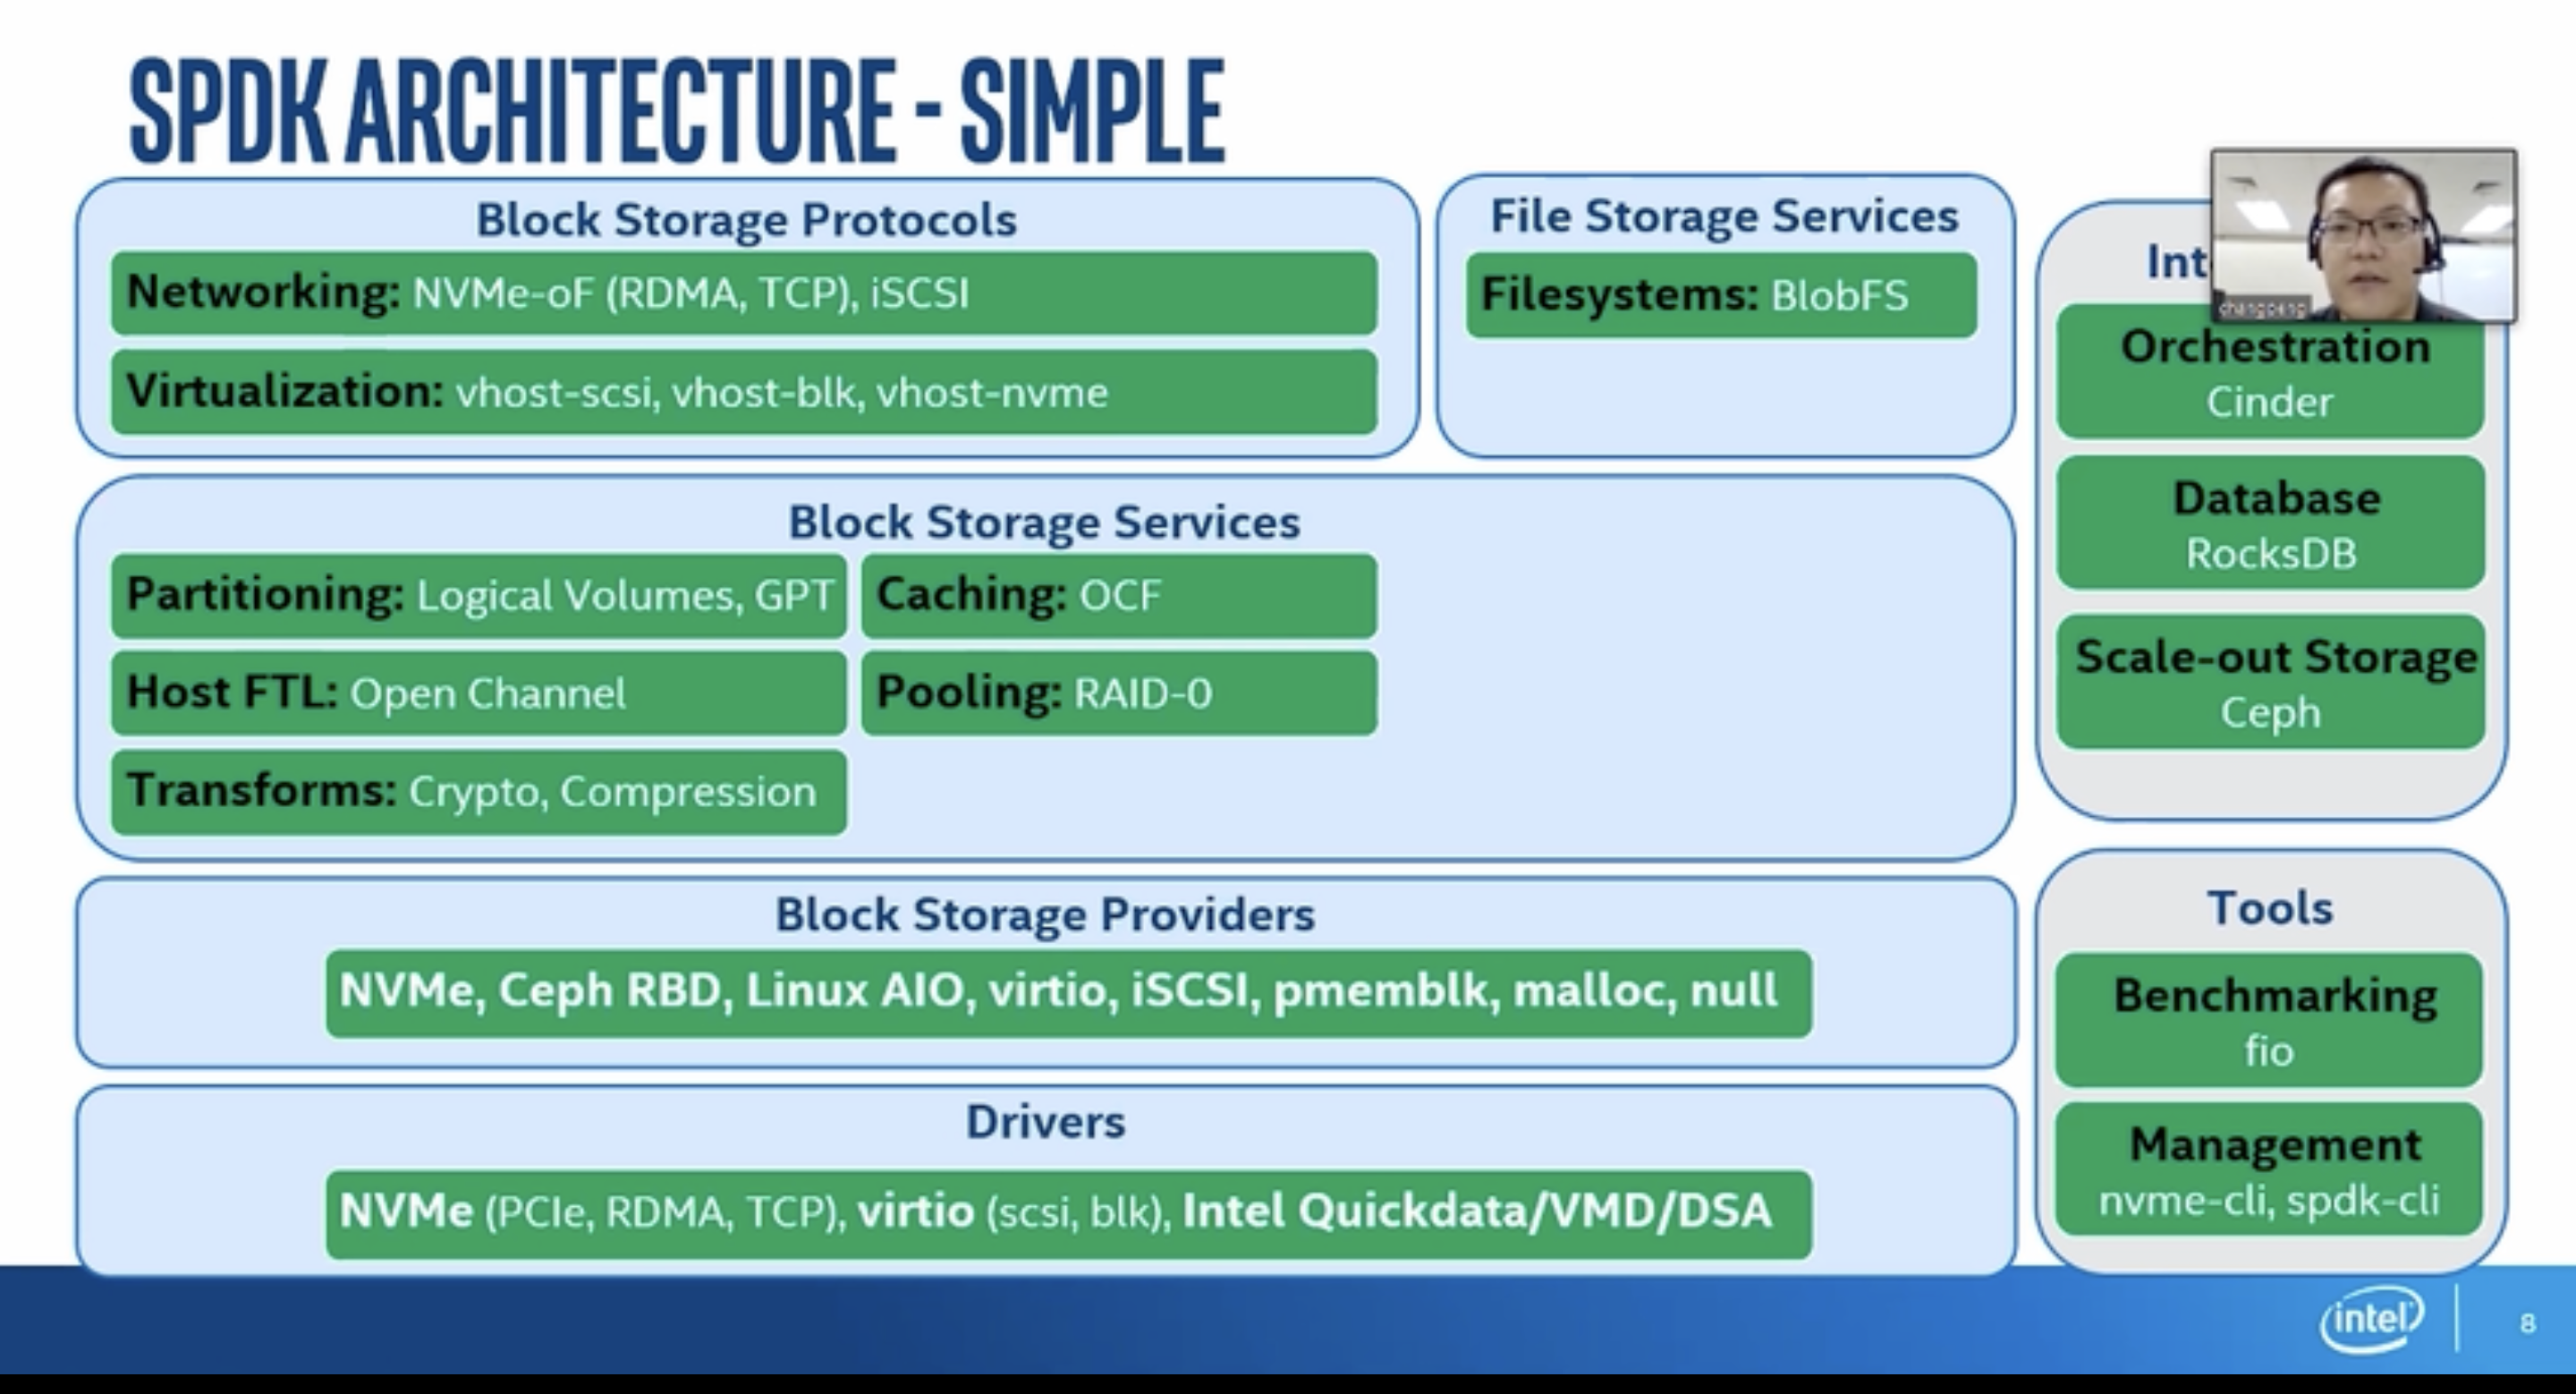 SPDK ARCHITECTURE - SIMPLE
Block Storage Protocols
Networking: NVMe-oF (RDMA, TCP), iSCSI
Virtualization: vhost-scsi, vhost-blk, vhost-nvme
File Storage Services
Filesystems: BlobFS
Block Storage Services
Partitioning: Logical Volumes, GPT
Caching: OCF
Host FTL: Open Channel
Pooling: RAID-0
Transforms: Crypto, Compression
Block Storage Providers
NVMe, Ceph RBD, Linux AIO, virtio, iSCSI, pmemblk, malloc, null
Drivers
NVMe (PCIe, RDMA, TCP), virtio (scsi, blk), Intel Quickdata/VMD/DSA
Int
changpeng
Orchestration
Cinder
Database
RocksDB
Scale-out Storage
Ceph
Tools
Benchmarking
fio
Management
nvme-cli, spdk-cli
intel
8